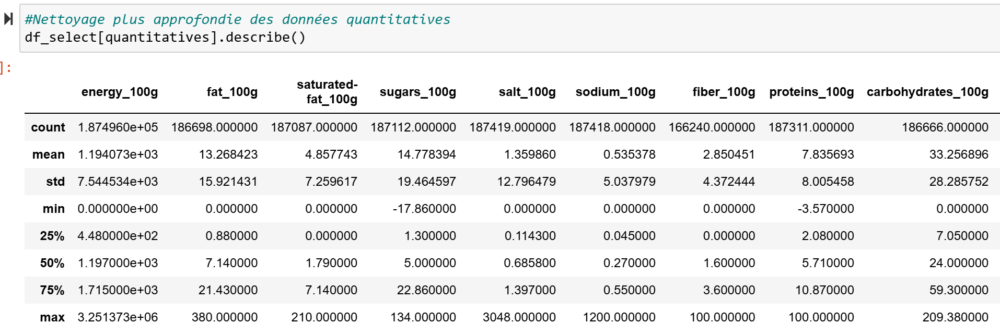 #Nettoyage plus approfondie des données quantitatives
df_select[quantitatives].describe()
]:
energy_100g fat_100g saturated-fat_100g sugars_100g salt_100g sodium_100g fiber_100g proteins_100g carbohydrates_100g
count 1.874960e+05 186698.000000 187087.000000 187112.000000 187419.000000 187418.000000 166240.000000 187311.000000 186666.000000
mean 1.194073e+03 13.268423 4.857743 14.778394 1.359860 0.535378 2.850451 7.835693 33.256896
std 7.544534e+03 15.921431 7.259617 19.464597 12.796479 5.037979 4.372444 8.005458 28.285752
min 0.000000e+00 0.000000 0.000000 -17.860000 0.000000 0.000000 0.000000 -3.570000 0.000000
25% 4.480000e+02 0.880000 0.000000 1.300000 0.114300 0.045000 0.000000 2.080000 7.050000
50% 1.197000e+03 7.140000 1.790000 5.000000 0.685800 0.270000 1.600000 5.710000 24.000000
75% 1.715000e+03 21.430000 7.140000 22.860000 1.397000 0.550000 3.600000 10.870000 59.300000
max 3.251373e+06 380.000000 210.000000 134.000000 3048.000000 1200.000000 100.000000 100.000000 209.380000